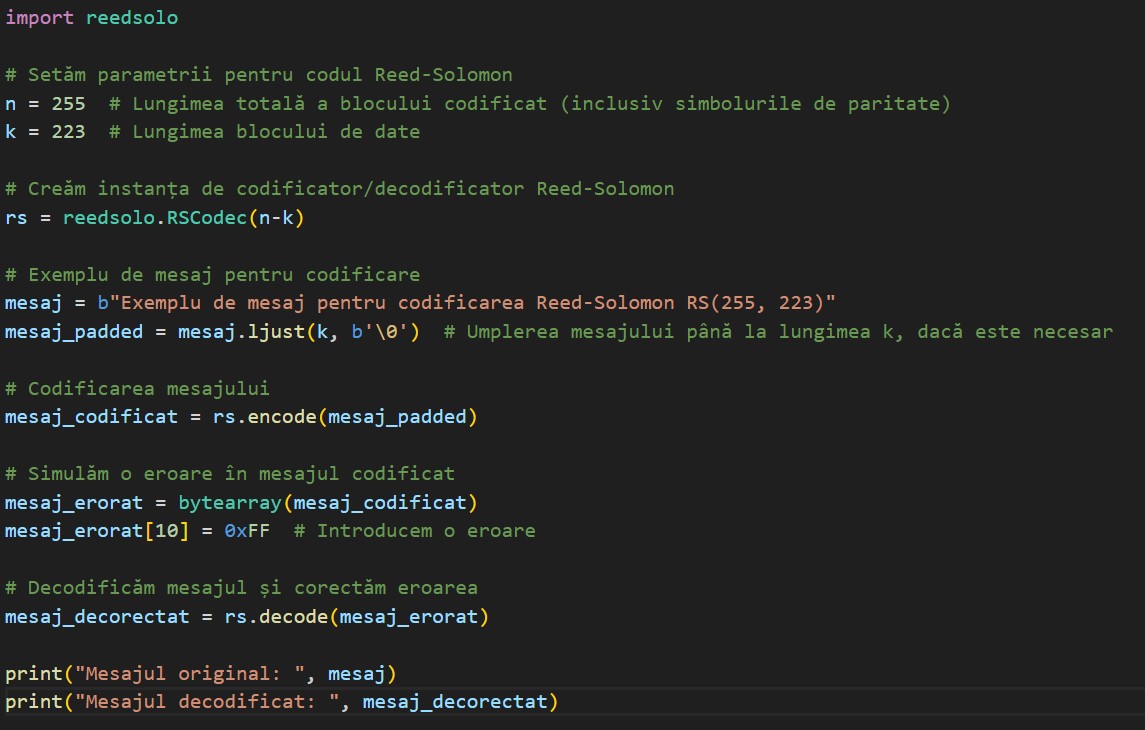 import reedsolo
# Setăm parametrii pentru codul Reed-Solomon
n = 255  # Lungimea totală a blocului codificat (inclusiv simbolurile de paritate)
k = 223  # Lungimea blocului de date
# Creăm instanța de codificator/decodificator Reed-Solomon
rs = reedsolo.RSCodec(n-k)
# Exemplu de mesaj pentru codificare
mesaj = b"Exemplu de mesaj pentru codificarea Reed-Solomon RS(255, 223)"
mesaj_padded = mesaj.ljust(k, b'\0')  # Umplerea mesajului până la lungimea k, dacă este necesar
# Codificarea mesajului
mesaj_codificat = rs.encode(mesaj_padded)
# Simulăm o eroare în mesajul codificat
mesaj_erorat = bytearray(mesaj_codificat)
mesaj_erorat[10] = 0xFF  # Introducem o eroare
# Decodificăm mesajul și corectăm eroarea
mesaj_decorectat = rs.decode(mesaj_erorat)
print("Mesajul original: ", mesaj)
print("Mesajul decodificat: ", mesaj_decorectat)